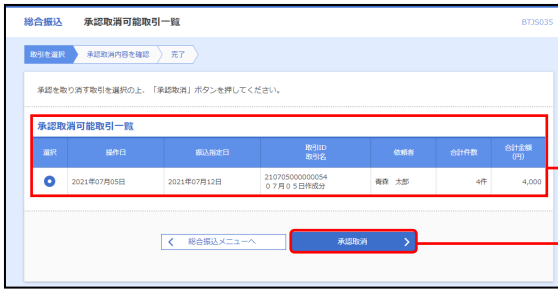 総合振込 承認取消可能取引一覧 BTJS035
取引を選択 承認取消内容を確認 完了
承認を取り消す取引を選択の上、「承認取消」ボタンを押してください。
承認取消可能取引一覧
選択 操作日 振込指定日 取引ID 取引名 依頼者 合計件数 合計金額 (円)
2021年07月05日 2021年07月12日 210705000000054 07月05日作成分 青森 太郎 4件 4,000
総合振込メニューへ 承認取消